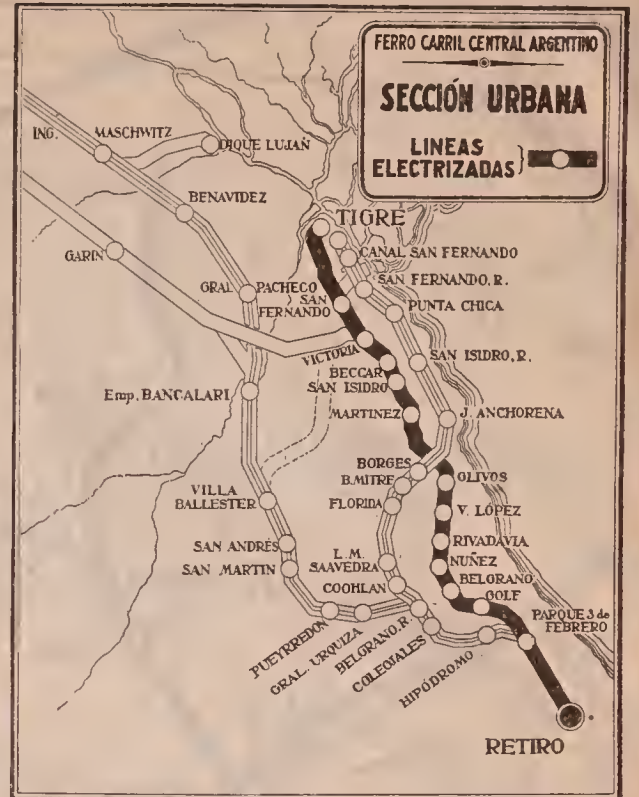 FERRO CARRIL CENTRAL ARGENTINO
SECCIÓN URBANA
LINEAS
ELECTRIZADAS
ING. MASCHWITZ
DIQUE LUJAŃ
BENAVIDEZ
TIGRE
GARIN
CANAL SAN FERNANDO
GRAL PACHECO
SAN FERNANDO.R.
SAN
FERNANDO
PUNTA CHICA
VICTORIA
BECCAR
SAN ISIDRO.R.
SAN ISIDRO
Emp. BANCALARI
MARTINEZ
J. ANCHORENA
BORGES
B.MITRE
OLIVOS
VILLA
BALLESTER
FLORIDA
V. LÓPEZ
SAN ANDRÉS
RIVADAVIA
SAN MARTIN
L.M.
SAAVEDRA
NUÑEZ
COOHLAN
BELGRANO
GOLF
PUEYRREDON
GRAL. URQUIZA
BELGRANO.R.
COLEGIALES
HIPÓDROMO
PARQUE 3 de
FEBRERO
RETIRO